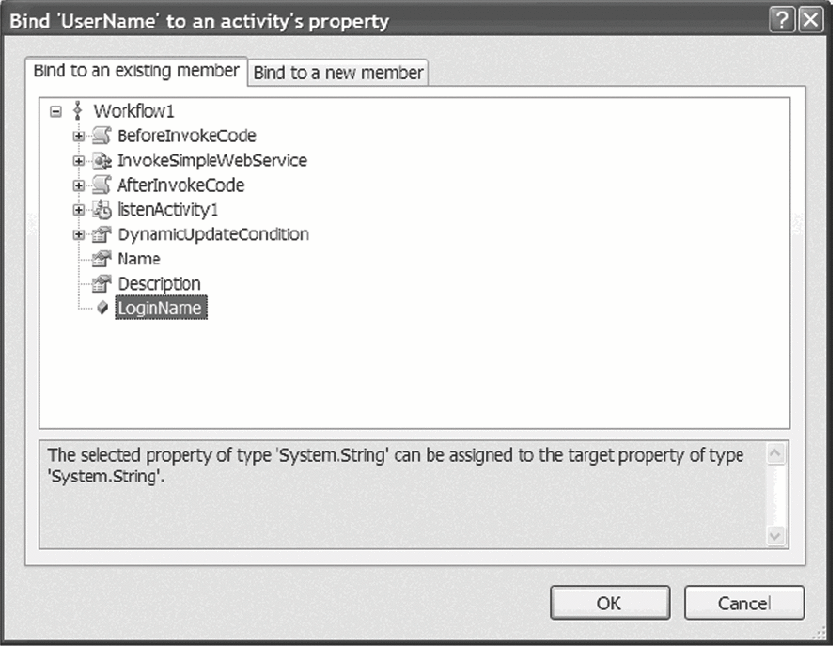 Bind 'UserName' to an activity's property
Bind to an existing member
Bind to a new member
Workflow1
BeforeInvokeCode
InvokeSimpleWebService
AfterInvokeCode
listenActivity1
DynamicUpdateCondition
Name
Description
LoginName
The selected property of type 'System.String' can be assigned to the target property of type
'System.String'.
OK
Cancel